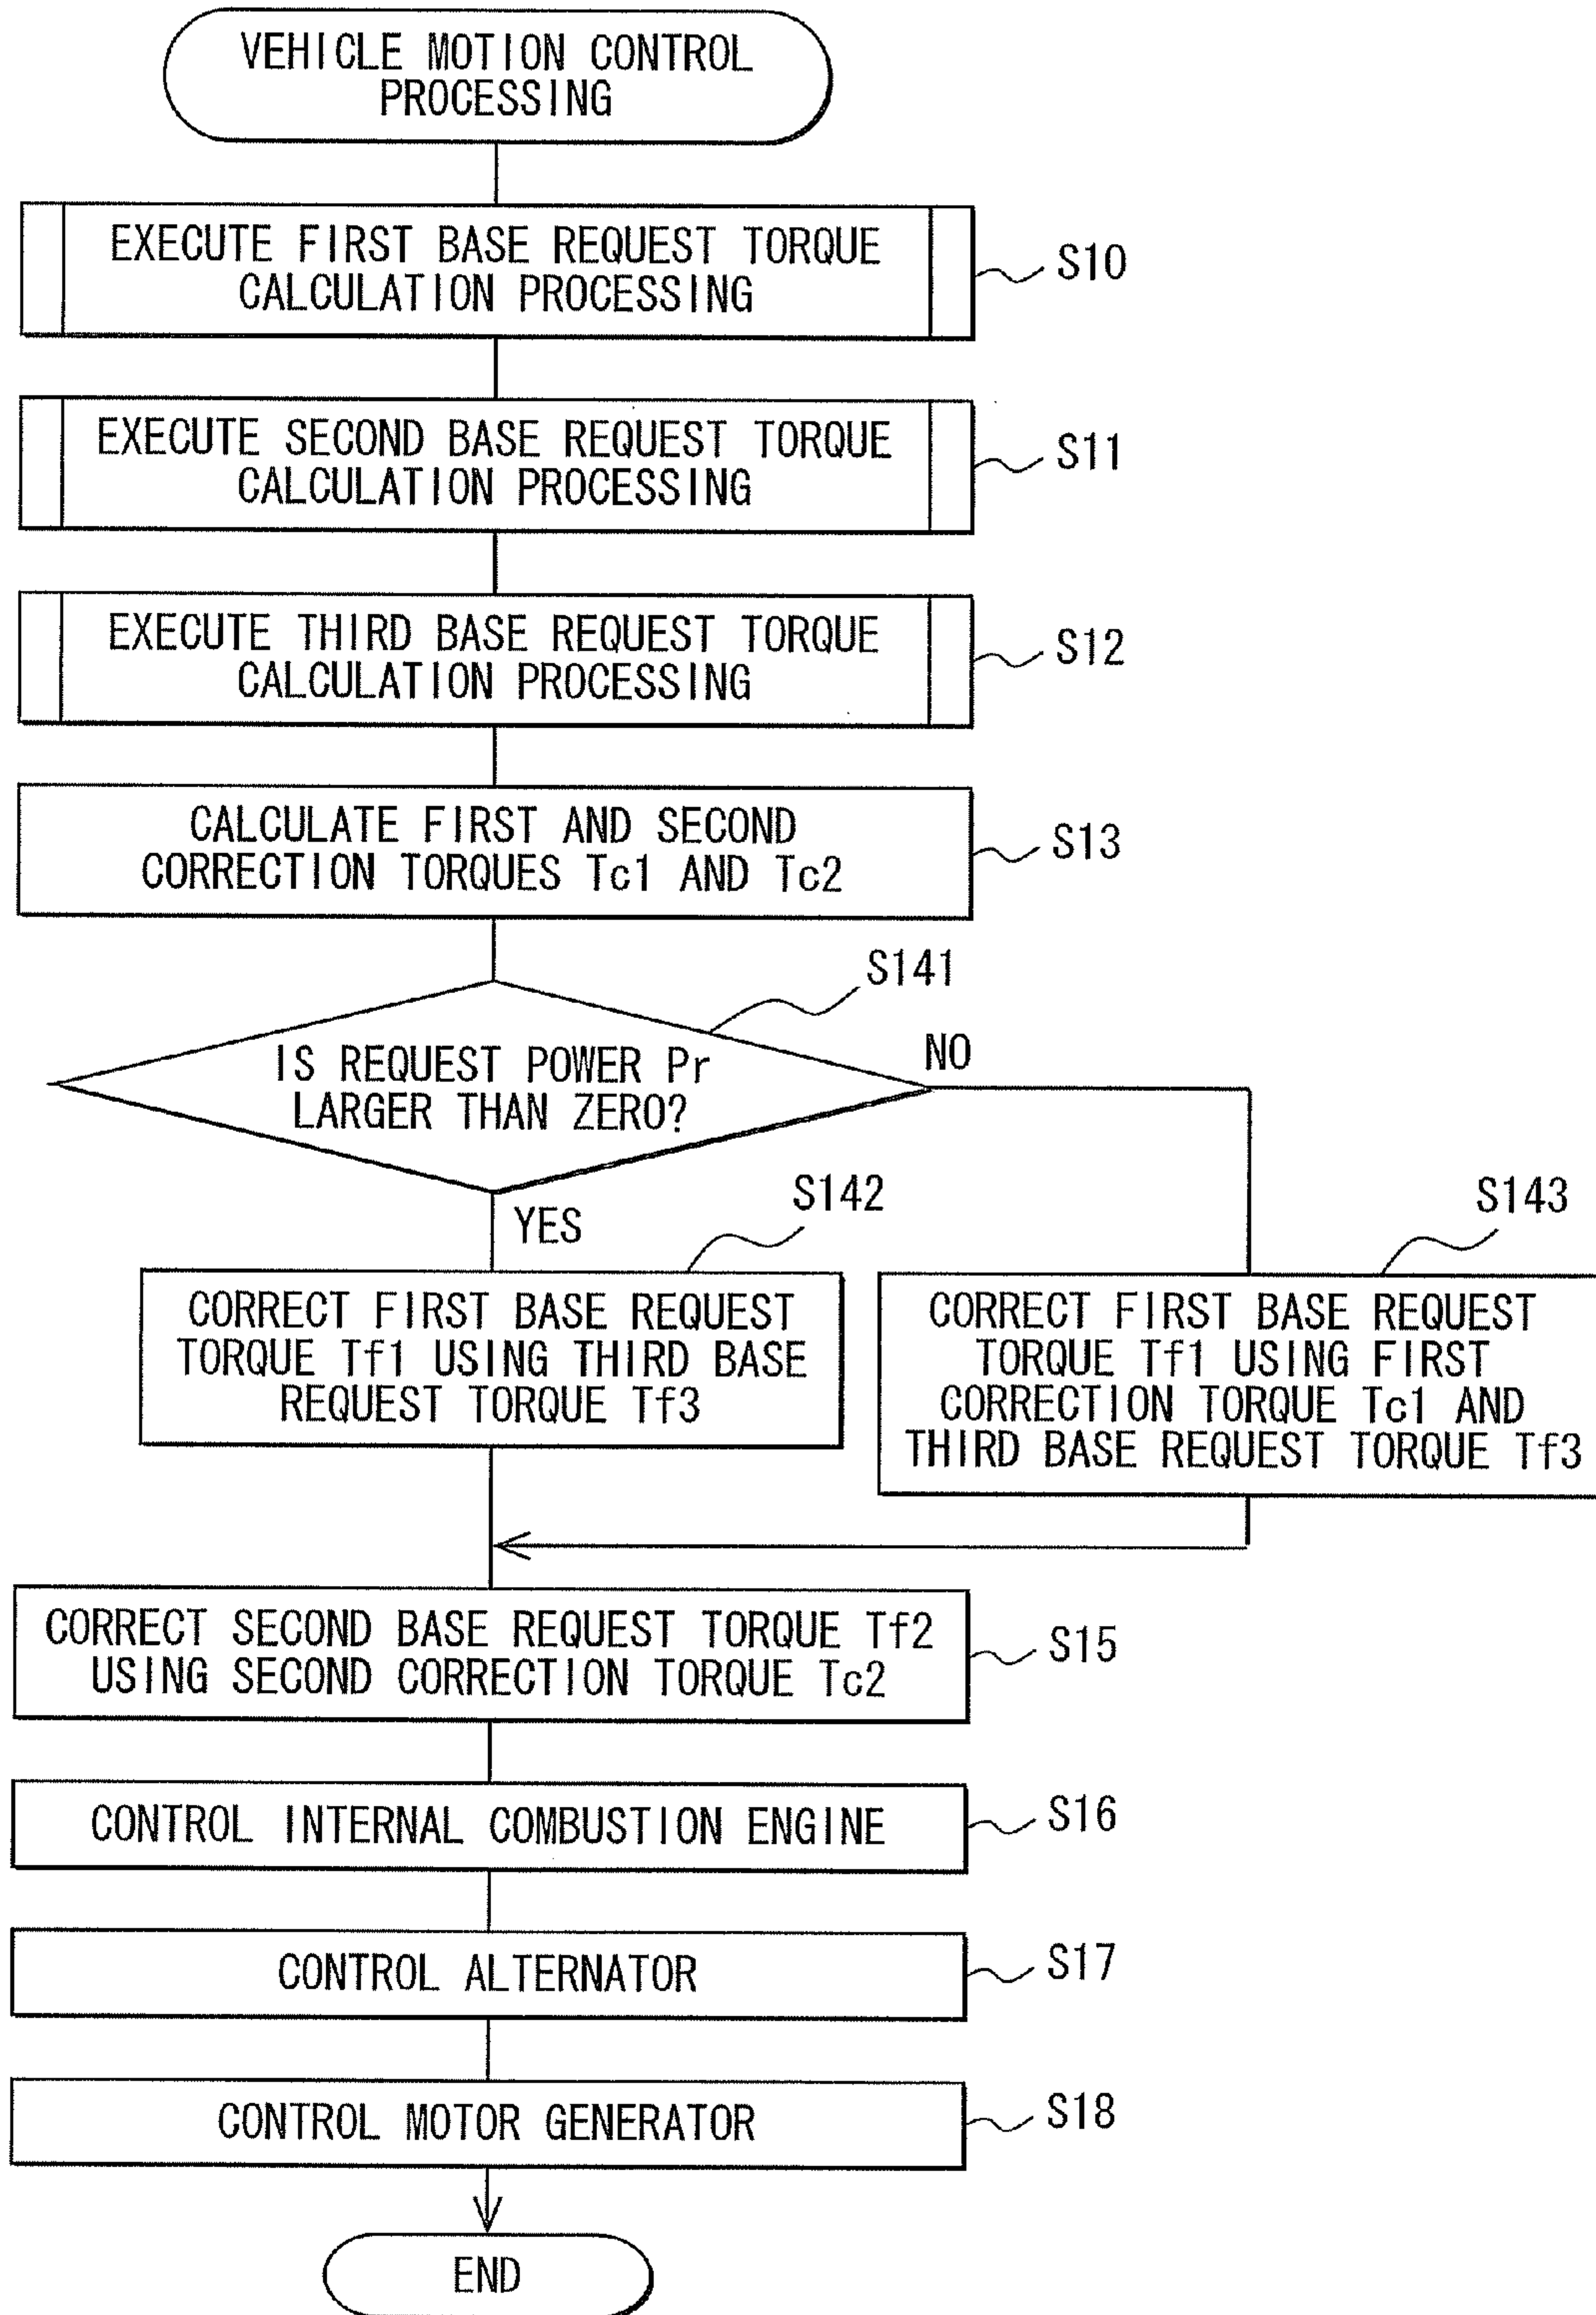 VEHICLE MOTION CONTROL
PROCESSING
EXECUTE FIRST BASE REQUEST TORQUE
CALCULATION PROCESSING
S10
EXECUTE SECOND BASE REQUEST TORQUE
CALCULATION PROCESSING
S11
EXECUTE THIRD BASE REQUEST TORQUE
CALCULATION PROCESSING
S12
CALCULATE FIRST AND SECOND
CORRECTION TORQUES Tc1 AND Tc2
S13
S141
IS REQUEST POWER Pr
LARGER THAN ZERO?
NO
YES
S142
S143
CORRECT FIRST BASE REQUEST
TORQUE Tf1 USING THIRD BASE
REQUEST TORQUE Tf3
CORRECT FIRST BASE REQUEST
TORQUE Tf1 USING FIRST
CORRECTION TORQUE Tc1 AND
THIRD BASE REQUEST TORQUE Tf3
CORRECT SECOND BASE REQUEST TORQUE Tf2
USING SECOND CORRECTION TORQUE Tc2
S15
CONTROL INTERNAL COMBUSTION ENGINE
S16
CONTROL ALTERNATOR
S17
CONTROL MOTOR GENERATOR
S18
END